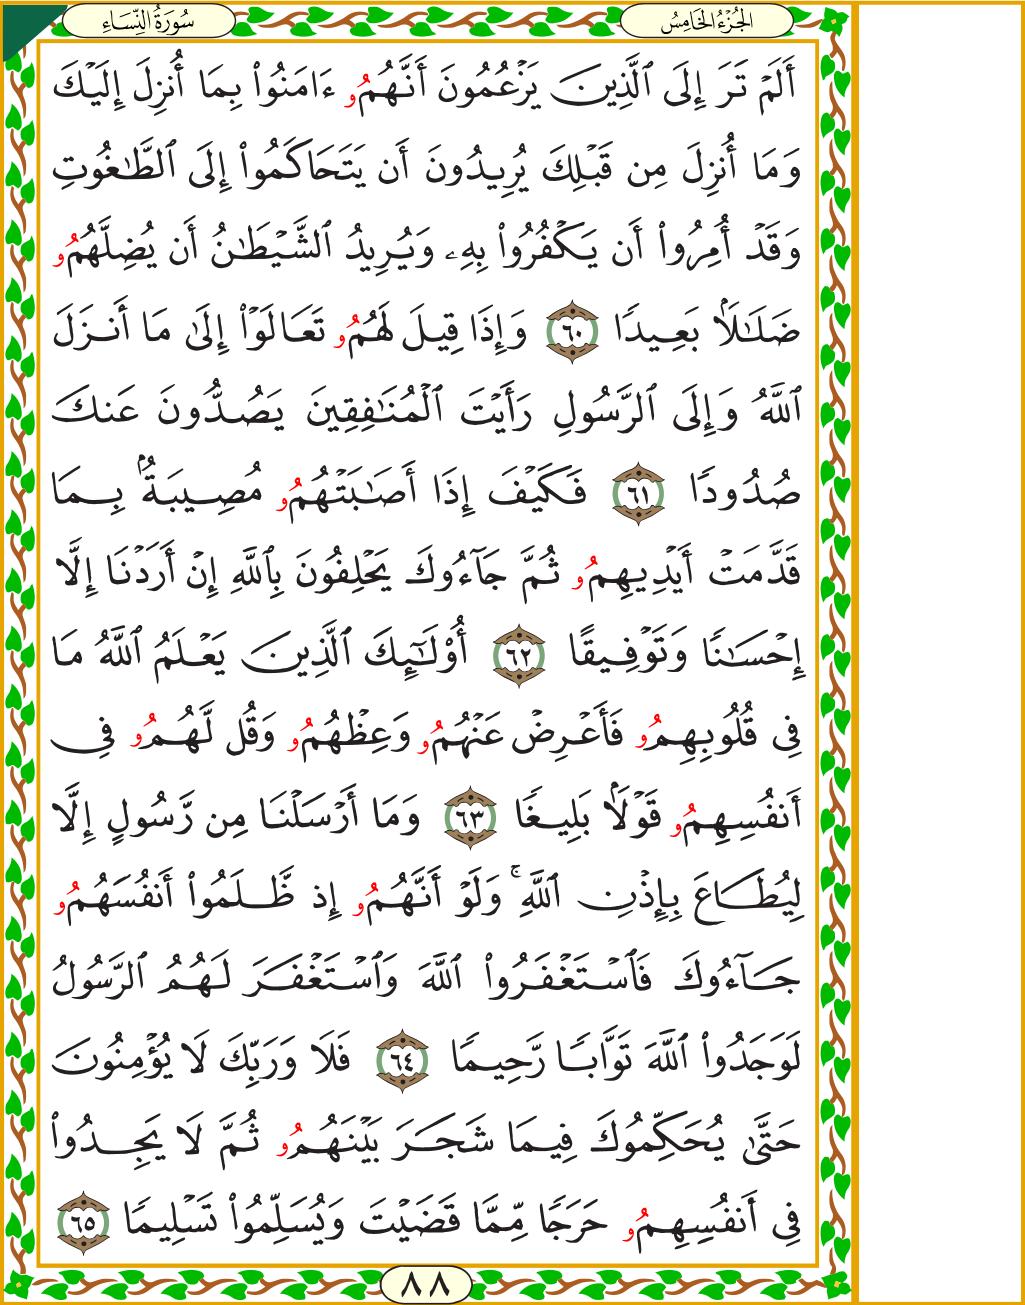 سُورَةُ النِّسَاءِ
الجُزْءُ الخَامِسُ
أَلَمْ تَرَ إِلَى ٱلَّذِينَ يَزْعُمُونَ أَنَّهُمُۥ ءَامَنُوا۟ بِمَا أُنزِلَ إِلَيْكَ
وَمَا أُنزِلَ مِن قَبْلِكَ يُرِيدُونَ أَن يَتَحَاكَمُوا۟ إِلَى ٱلطَّٰغُوتِ
وَقَدْ أُمِرُوا۟ أَن يَكْفُرُوا۟ بِهِۦ وَيُرِيدُ ٱلشَّيْطَٰنُ أَن يُضِلَّهُمُۥ
ضَلَٰلَۢا بَعِيدًا ٦٠ وَإِذَا قِيلَ لَهُمُۥ تَعَالَوْا۟ إِلَىٰ مَا أَنزَلَ
ٱللَّهُ وَإِلَى ٱلرَّسُولِ رَأَيْتَ ٱلْمُنَٰفِقِينَ يَصُدُّونَ عَنكَ
صُدُودًا ٦١ فَكَيْفَ إِذَا أَصَٰبَتْهُمُۥ مُصِيبَةُۢ بِمَا
قَدَّمَتْ أَيْدِيهِمُۥ ثُمَّ جَآءُوكَ يَحْلِفُونَ بِٱللَّهِ إِنْ أَرَدْنَا إِلَّا
إِحْسَٰنًا وَتَوْفِيقًا ٦٢ أُو۟لَٰٓئِكَ ٱلَّذِينَ يَعْلَمُ ٱللَّهُ مَا
فِى قُلُوبِهِمُۥ فَأَعْرِضْ عَنْهُمُۥ وَعِظْهُمُۥ وَقُل لَّهُمُۥ فِى
أَنفُسِهِمُۥ قَوْلَۢا بَلِيغًا ٦٣ وَمَا أَرْسَلْنَا مِن رَّسُولٍ إِلَّا
لِيُطَاعَ بِإِذْنِ ٱللَّهِۚ وَلَوْ أَنَّهُمُۥ إِذ ظَّلَمُوا۟ أَنفُسَهُمُۥ
جَآءُوكَ فَٱسْتَغْفَرُوا۟ ٱللَّهَ وَٱسْتَغْفَرَ لَهُمُ ٱلرَّسُولُ
لَوَجَدُوا۟ ٱللَّهَ تَوَّابًا رَّحِيمًا ٦٤ فَلَا وَرَبِّكَ لَا يُؤْمِنُونَ
حَتَّىٰ يُحَكِّمُوكَ فِيمَا شَجَرَ بَيْنَهُمُۥ ثُمَّ لَا يَجِدُوا۟
فِى أَنفُسِهِمُۥ حَرَجًا مِّمَّا قَضَيْتَ وَيُسَلِّمُوا۟ تَسْلِيمًا ٦٥
٨٨